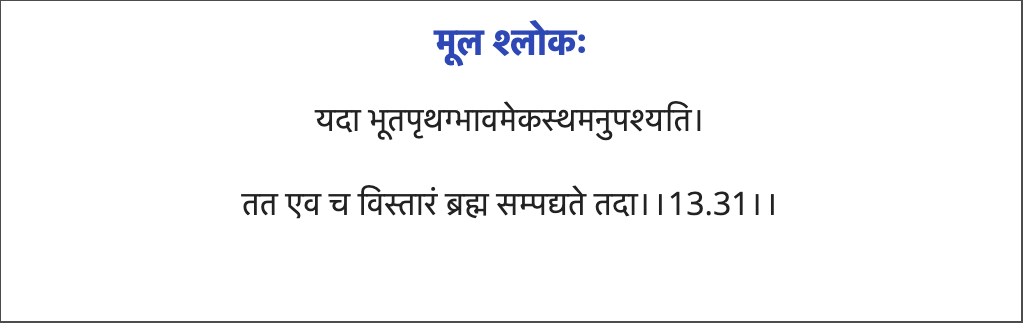 मूल श्लोकः
यदा भूतपृथग्भावमेकस्थमनुपश्यति।
तत एव च विस्तारं ब्रह्म सम्पद्यते तदा।।13.31।।